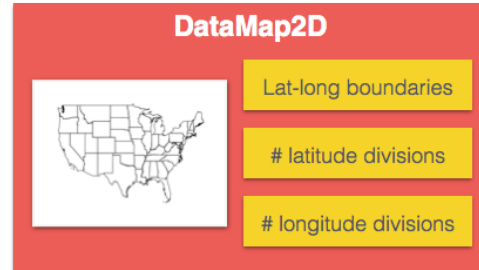 DataMap2D
Lat-long boundaries
# latitude divisions
# longitude divisions